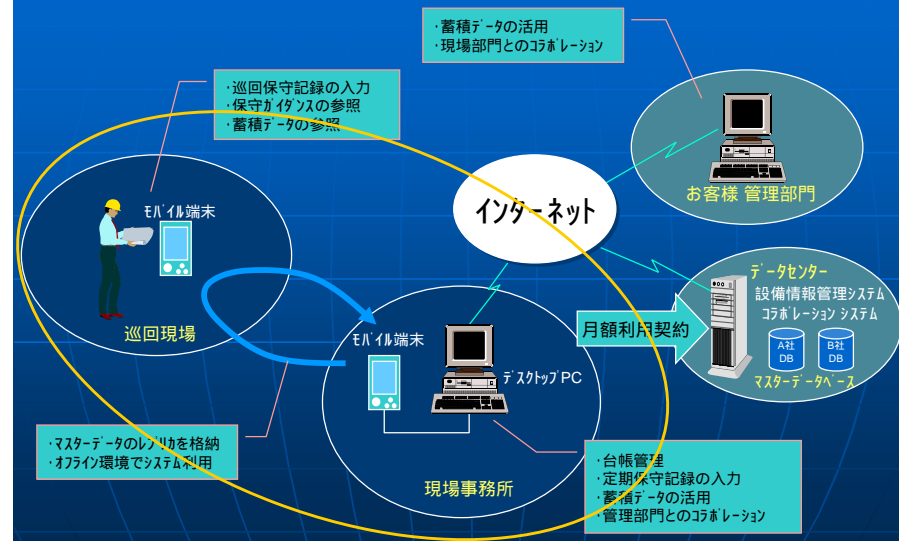 ･蓄積ﾃﾞｰﾀの活用
･現場部門とのｺﾗﾎﾞﾚｰｼｮﾝ
･巡回保守記録の入力
･保守ｶﾞｲﾀﾞﾝｽの参照
･蓄積ﾃﾞｰﾀの参照
お客様 管理部門
インターネット
ﾓﾊﾞｲﾙ端末
巡回現場
データセンター
設備情報管理ｼｽﾃﾑ
ｺﾗﾎﾞﾚｰｼｮﾝ ｼｽﾃﾑ
A社
DB
B社
DB
ﾏｽﾀｰﾃﾞｰﾀﾍﾞｰｽ
月額利用契約
ﾓﾊﾞｲﾙ端末
ﾃﾞｽｸﾄｯﾌﾟPC
現場事務所
･ﾏｽﾀｰﾃﾞｰﾀのﾚﾌﾟﾘｶを格納
･ｵﾌﾗｲﾝ環境でｼｽﾃﾑ利用
･台帳管理
･定期保守記録の入力
･蓄積ﾃﾞｰﾀの活用
･管理部門とのｺﾗﾎﾞﾚｰｼｮﾝ